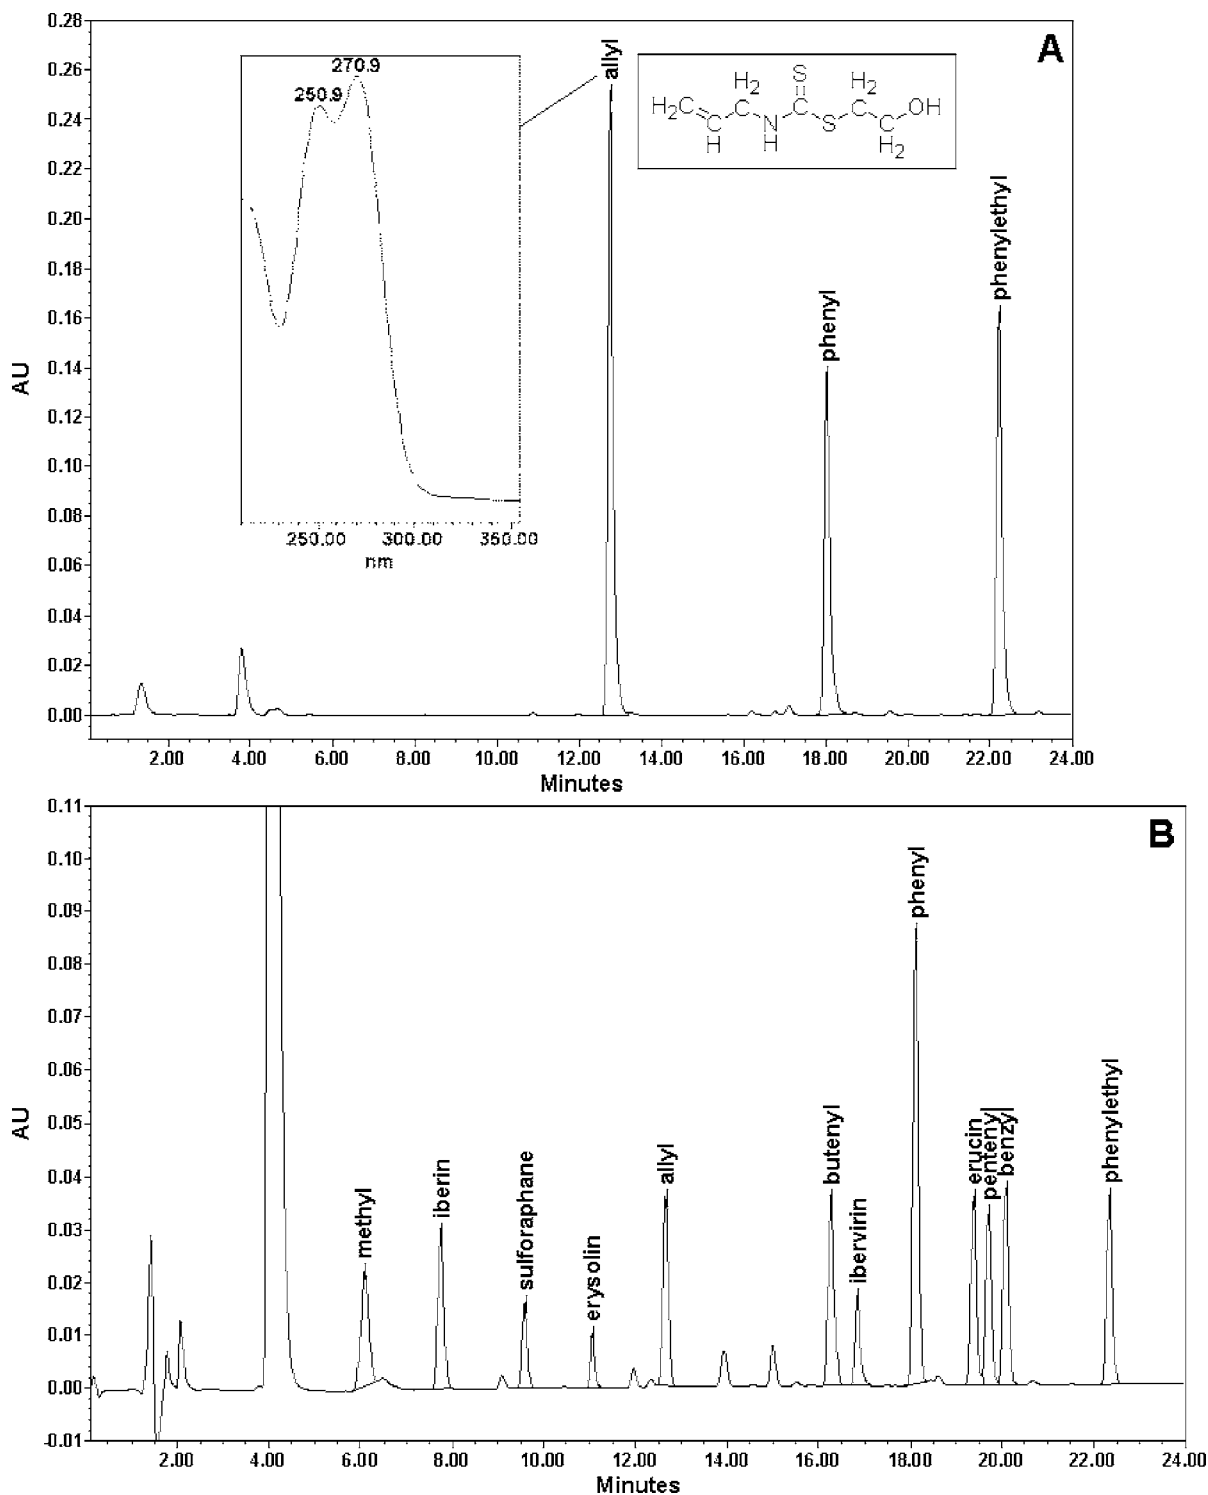 0.28
0.26
0.24
0.22
0.20
0.18
0.16
0.14
0.12
0.10
0.08
0.06
0.04
0.02
0.00
AU
A
250.9
270.9
250.00 300.00 350.00
nm
allyl
H2C C H H2 C N H C S S H2 C C H2 OH
phenyl
phenylethyl
2.00 4.00 6.00 8.00 10.00 12.00 14.00 16.00 18.00 20.00 22.00 24.00
Minutes
0.11
0.10
0.09
0.08
0.07
0.06
0.05
0.04
0.03
0.02
0.01
0.00
-0.01
AU
B
methyl
iberin
sulforaphane
erysolin
allyl
butenyl
ibervirin
phenyl
erucin
pentenyl
benzyl
phenylethyl
2.00 4.00 6.00 8.00 10.00 12.00 14.00 16.00 18.00 20.00 22.00 24.00
Minutes